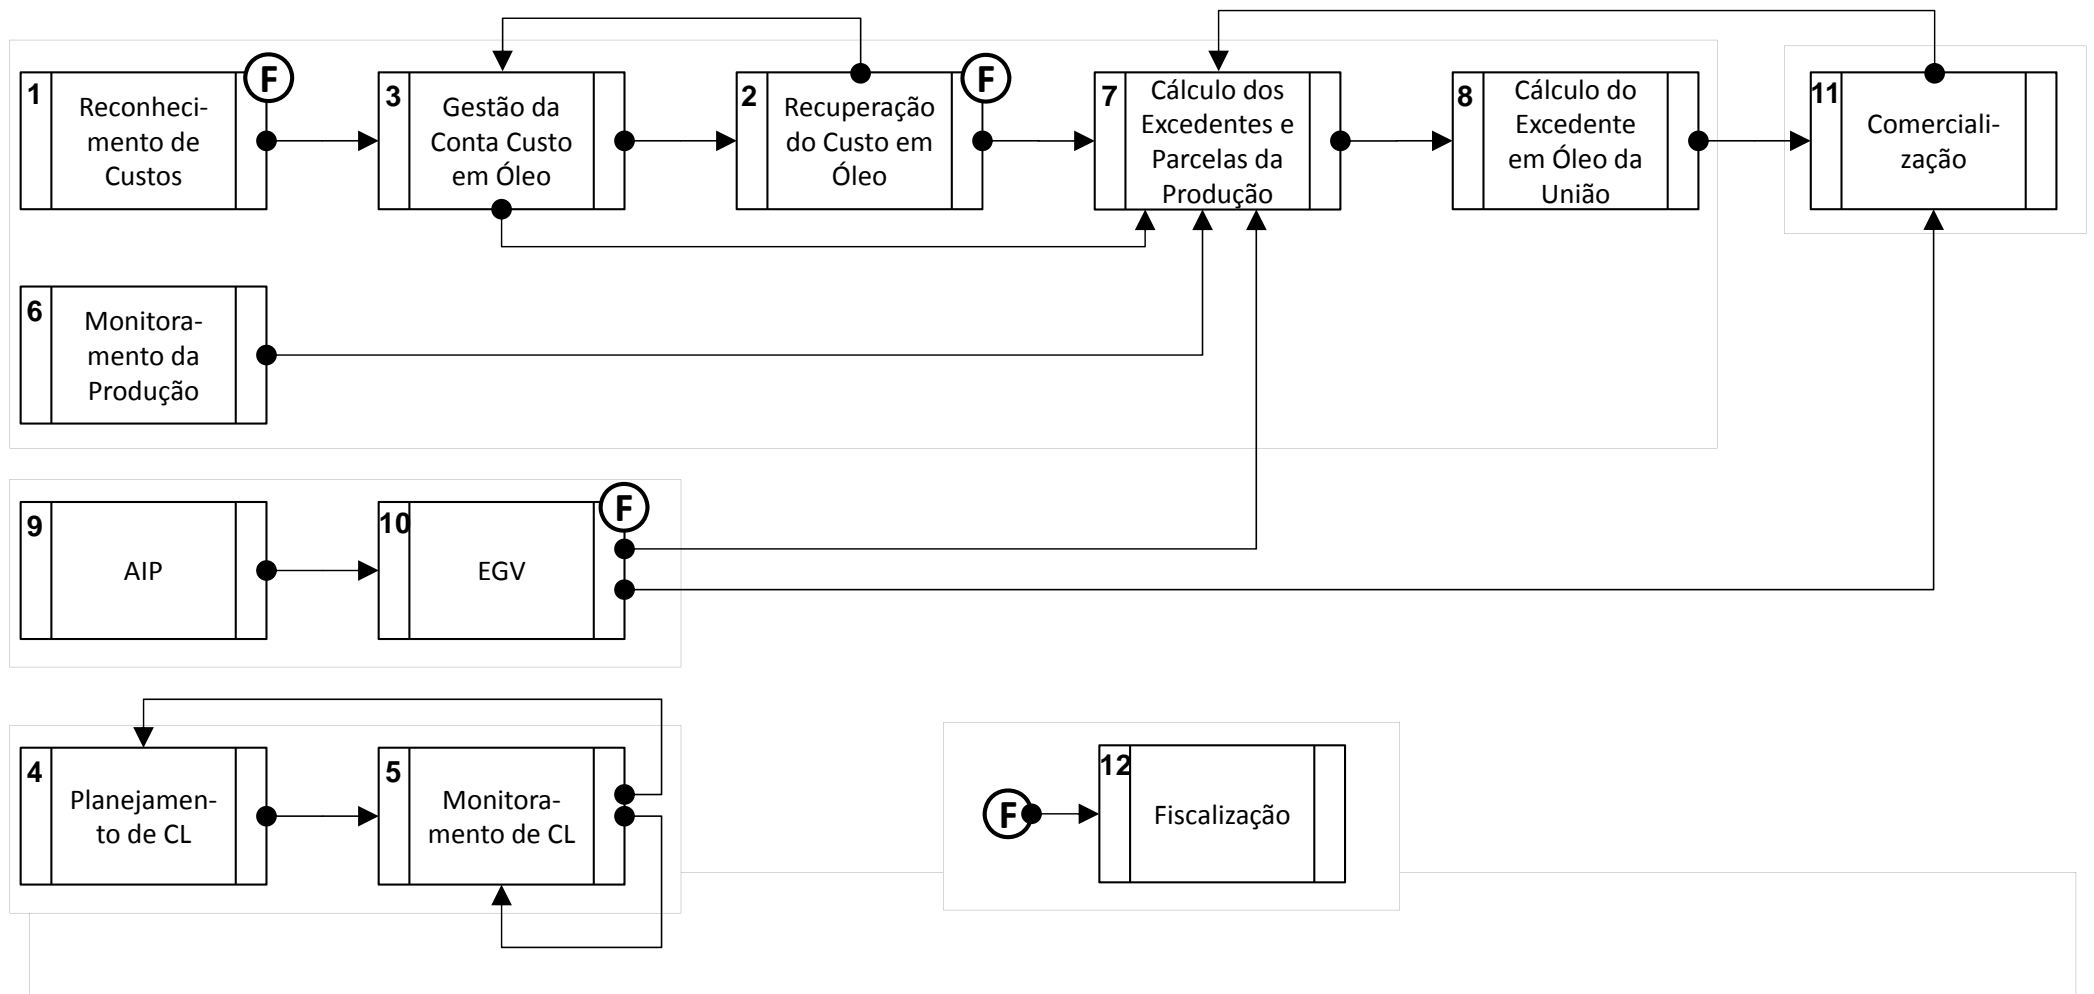 1
Reconheci-
mento de
Custos
F
3
Gestão da
Conta Custo
em Óleo
2
Recuperação
do Custo em
Óleo
F
7
Cálculo dos
Excedentes e
Parcelas da
Produção
8
Cálculo do
Excedente
em Óleo da
União
11
Comerciali-
zação
6
Monitora-
mento da
Produção
9
AIP
10
EGV
F
4
Planejamen-
to de CL
5
Monitora-
mento de CL
F
12
Fiscalização